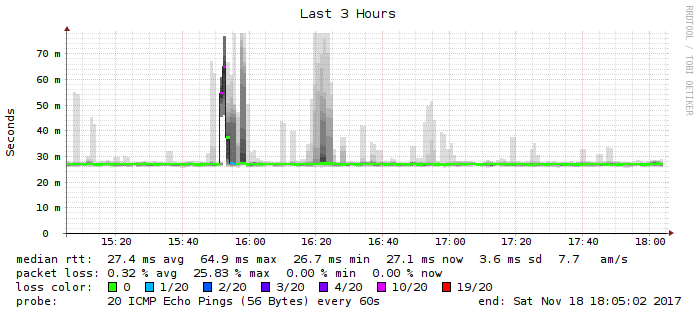 Last 3 Hours
RRDTOOL / TOBI OETIKER
Seconds
70 m
60 m
50 m
40 m
30 m
20 m
10 m
0
15:20 15:40 16:00 16:20 16:40 17:00 17:20 17:40 18:00
median rtt: 27.4 ms avg 64.9 ms max 26.7 ms min 27.1 ms now 3.6 ms sd 7.7 am/s
packet loss: 0.32 % avg 25.83 % max 0.00 % min 0.00 % now
loss color: 0 1/20 2/20 3/20 4/20 10/20 19/20
probe: 20 ICMP Echo Pings (56 Bytes) every 60s end: Sat Nov 18 18:05:02 2017